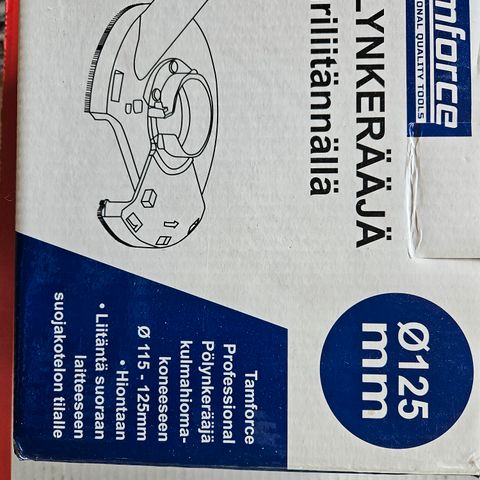 mforce
ONAL QUALITY TOOLS
LYNKERÄÄJÄ
riliitännällä
Ø125
mm
Tamforce
Professional
Pölynkerääjä
kulmahioma-
koneeseen
Ø 115 - 125mm
• Hiontaan
• Liitäntä suoraan
laitteeseen
suojakotelon tilalle